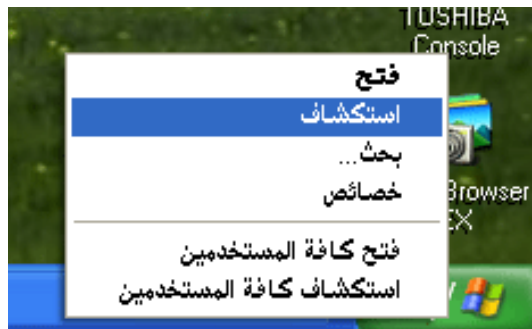 TOSHIBA
Console
فتح
استكشاف
بحث...
خصائص
Browser
EX
فتح كافة المستخدمين
استكشاف كافة المستخدمين